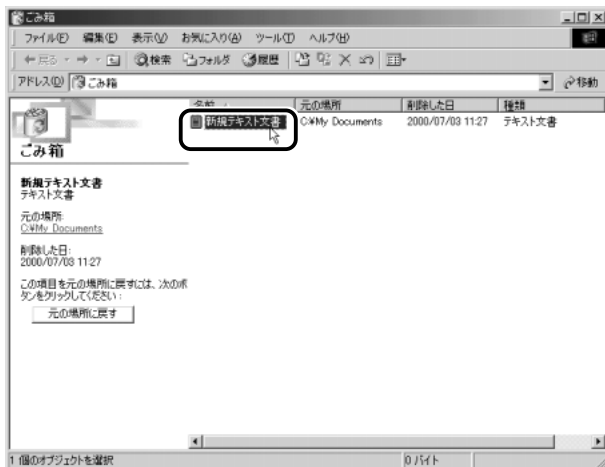 ごみ箱
ファイル(F) 編集(E) 表示(V) お気に入り(A) ツール(T) ヘルプ(H)
戻る 検索 フォルダ 履歴
アドレス(D) ごみ箱 移動
名前 元の場所 削除した日 種類
新規テキスト文書 C:¥My Documents 2000/07/03 11:27 テキスト文書
ごみ箱
新規テキスト文書
テキスト文書
元の場所:
C:¥My Documents
削除した日:
2000/07/03 11:27
この項目を元の場所に戻すには、次のボ
タンをクリックしてください:
元の場所に戻す
1 個のオブジェクトを選択 0 バイト